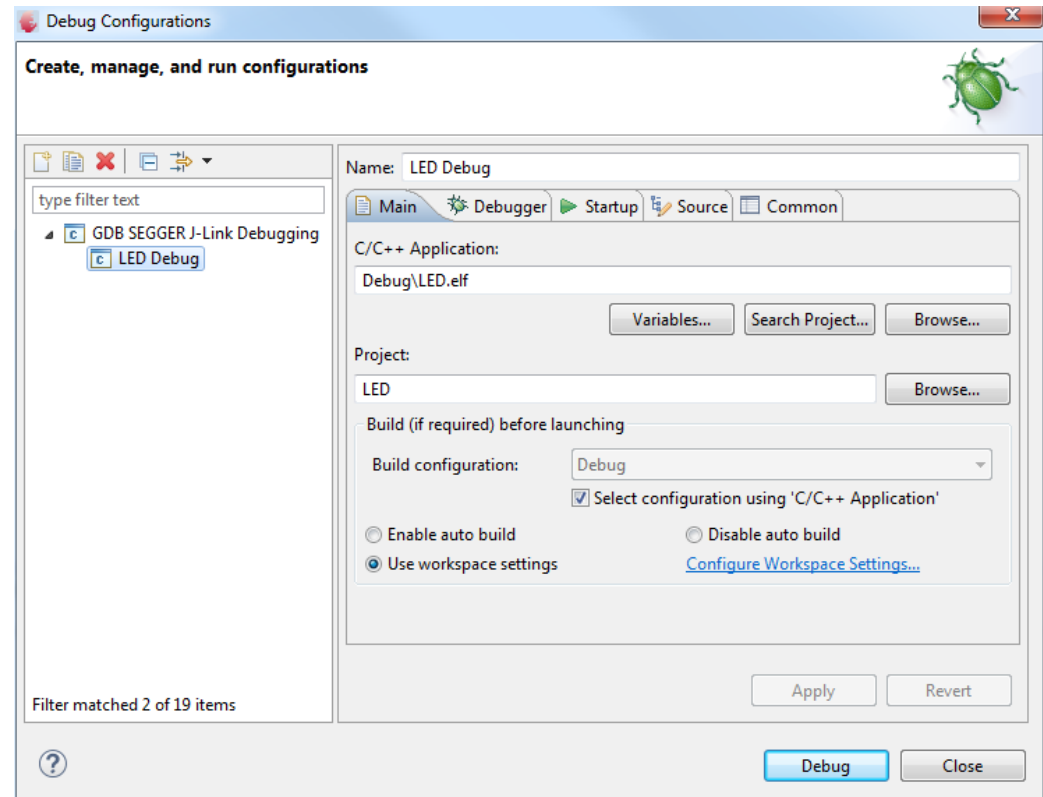 Debug Configurations
Create, manage, and run configurations
type filter text
GDB SEGGER J-Link Debugging
LED Debug
Filter matched 2 of 19 items
Name: LED Debug
Main Debugger Startup Source Common
C/C++ Application:
Debug\LED.elf
Variables... Search Project... Browse...
Project:
LED Browse...
Build (if required) before launching
Build configuration: Debug
Select configuration using 'C/C++ Application'
Enable auto build Disable auto build
Use workspace settings Configure Workspace Settings...
Apply Revert
Debug Close